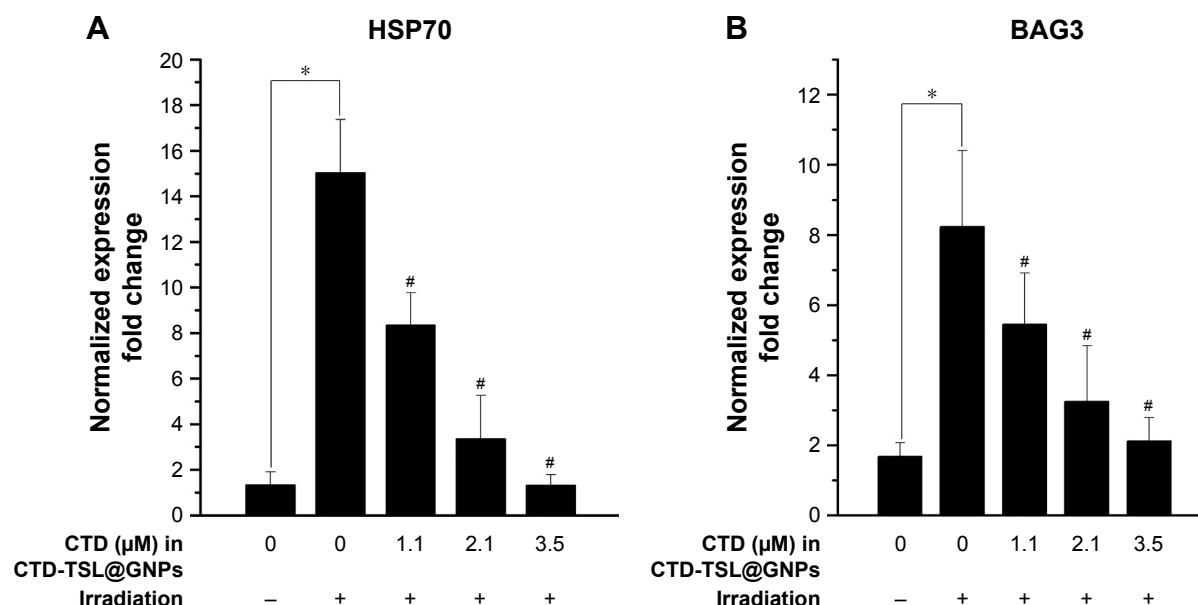 A
HSP70
Normalized expression
fold change
20
18
16
14
12
10
8
6
4
2
0
*
#
#
#
CTD (µM) in
CTD-TSL@GNPs
0 0 1.1 2.1 3.5
Irradiation
– + + + +
B
BAG3
Normalized expression
fold change
12
10
8
6
4
2
0
*
#
#
#
CTD (µM) in
CTD-TSL@GNPs
0 0 1.1 2.1 3.5
Irradiation
– + + + +